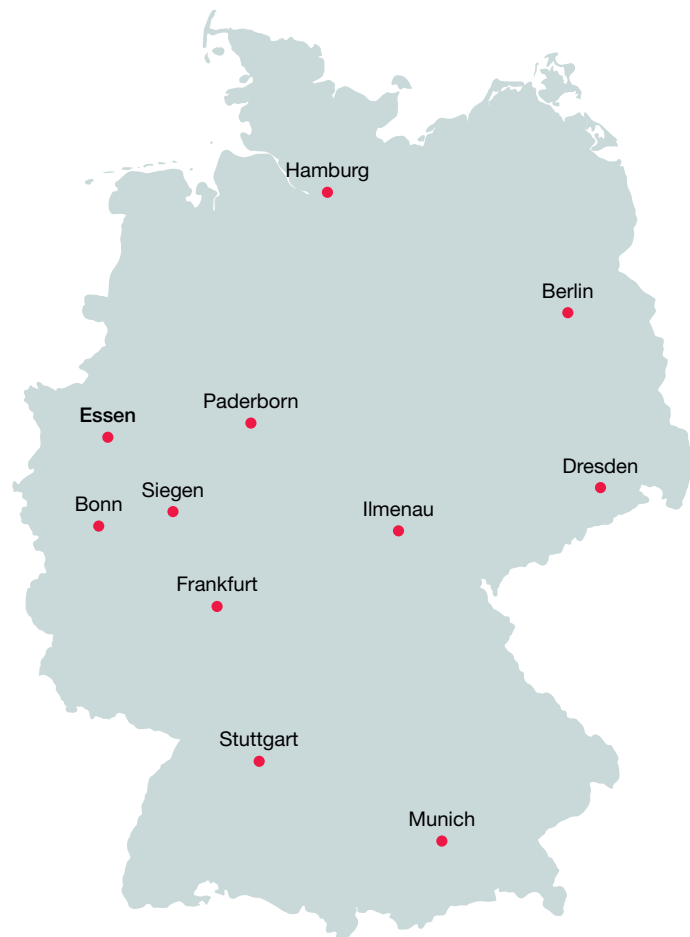 Hamburg
Berlin
Paderborn
Essen
Dresden
Siegen
Bonn
Ilmenau
Frankfurt
Stuttgart
Munich